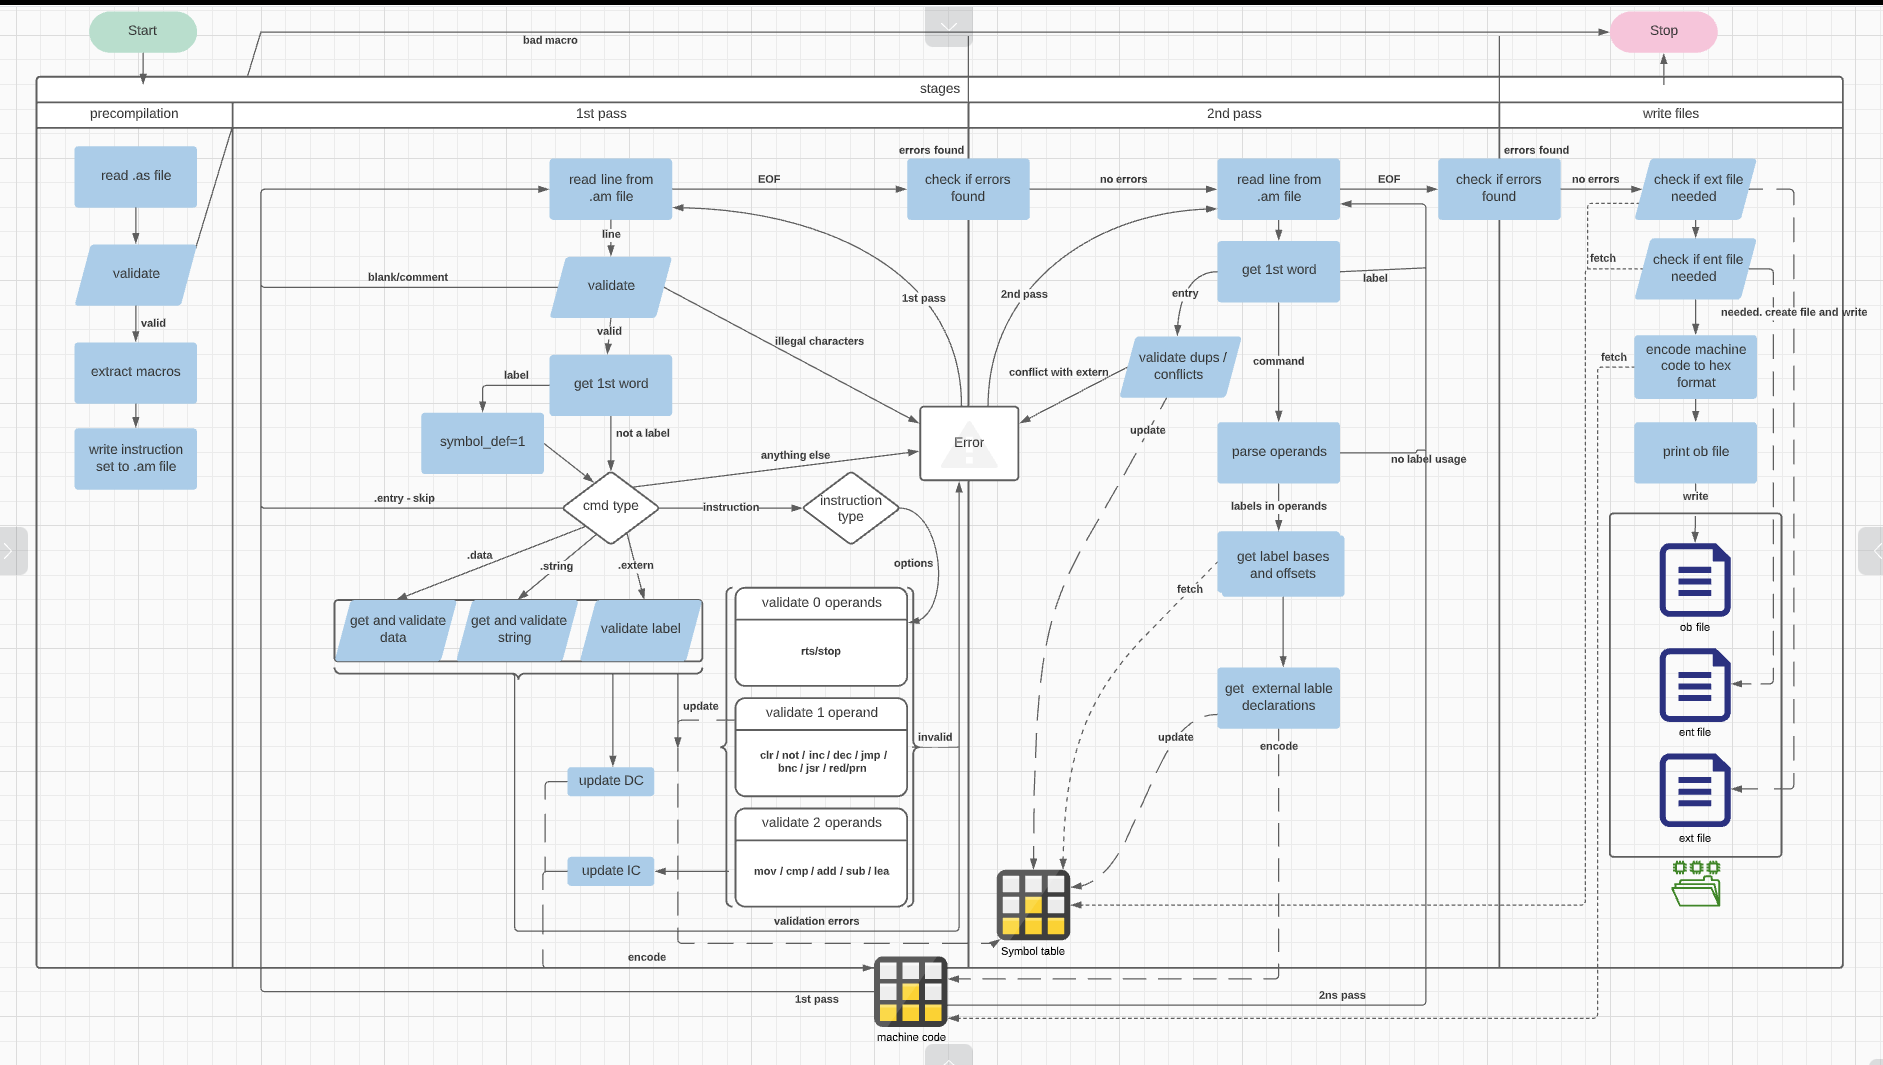 Start
bad macro
Stop
stages
precompilation
1st pass
2nd pass
write files
read .as file
validate
valid
extract macros
write instruction
set to .am file
read line from
.am file
EOF
errors found
check if errors
found
no errors
line
blank/comment
validate
valid
illegal characters
1st pass
label
get 1st word
symbol_def=1
not a label
anything else
Error
.entry - skip
cmd type
instruction
instruction
type
options
.data
.string
.extern
get and validate
data
get and validate
string
validate label
validate 0 operands
rts/stop
update
validate 1 operand
clr / not / inc / dec / jmp /
bnc / jsr / red/prn
invalid
update DC
validate 2 operands
mov / cmp / add / sub / lea
update IC
validation errors
encode
1st pass
machine code
read line from
.am file
EOF
errors found
check if errors
found
no errors
get 1st word
label
entry
2nd pass
validate dups /
conflicts
conflict with extern
command
update
parse operands
no label usage
labels in operands
get label bases
and offsets
fetch
get  external lable
declarations
update
encode
Symbol table
2ns pass
check if ext file
needed
fetch
check if ent file
needed
needed. create file and write
fetch
encode machine
code to hex
format
print ob file
write
ob file
ent file
ext file